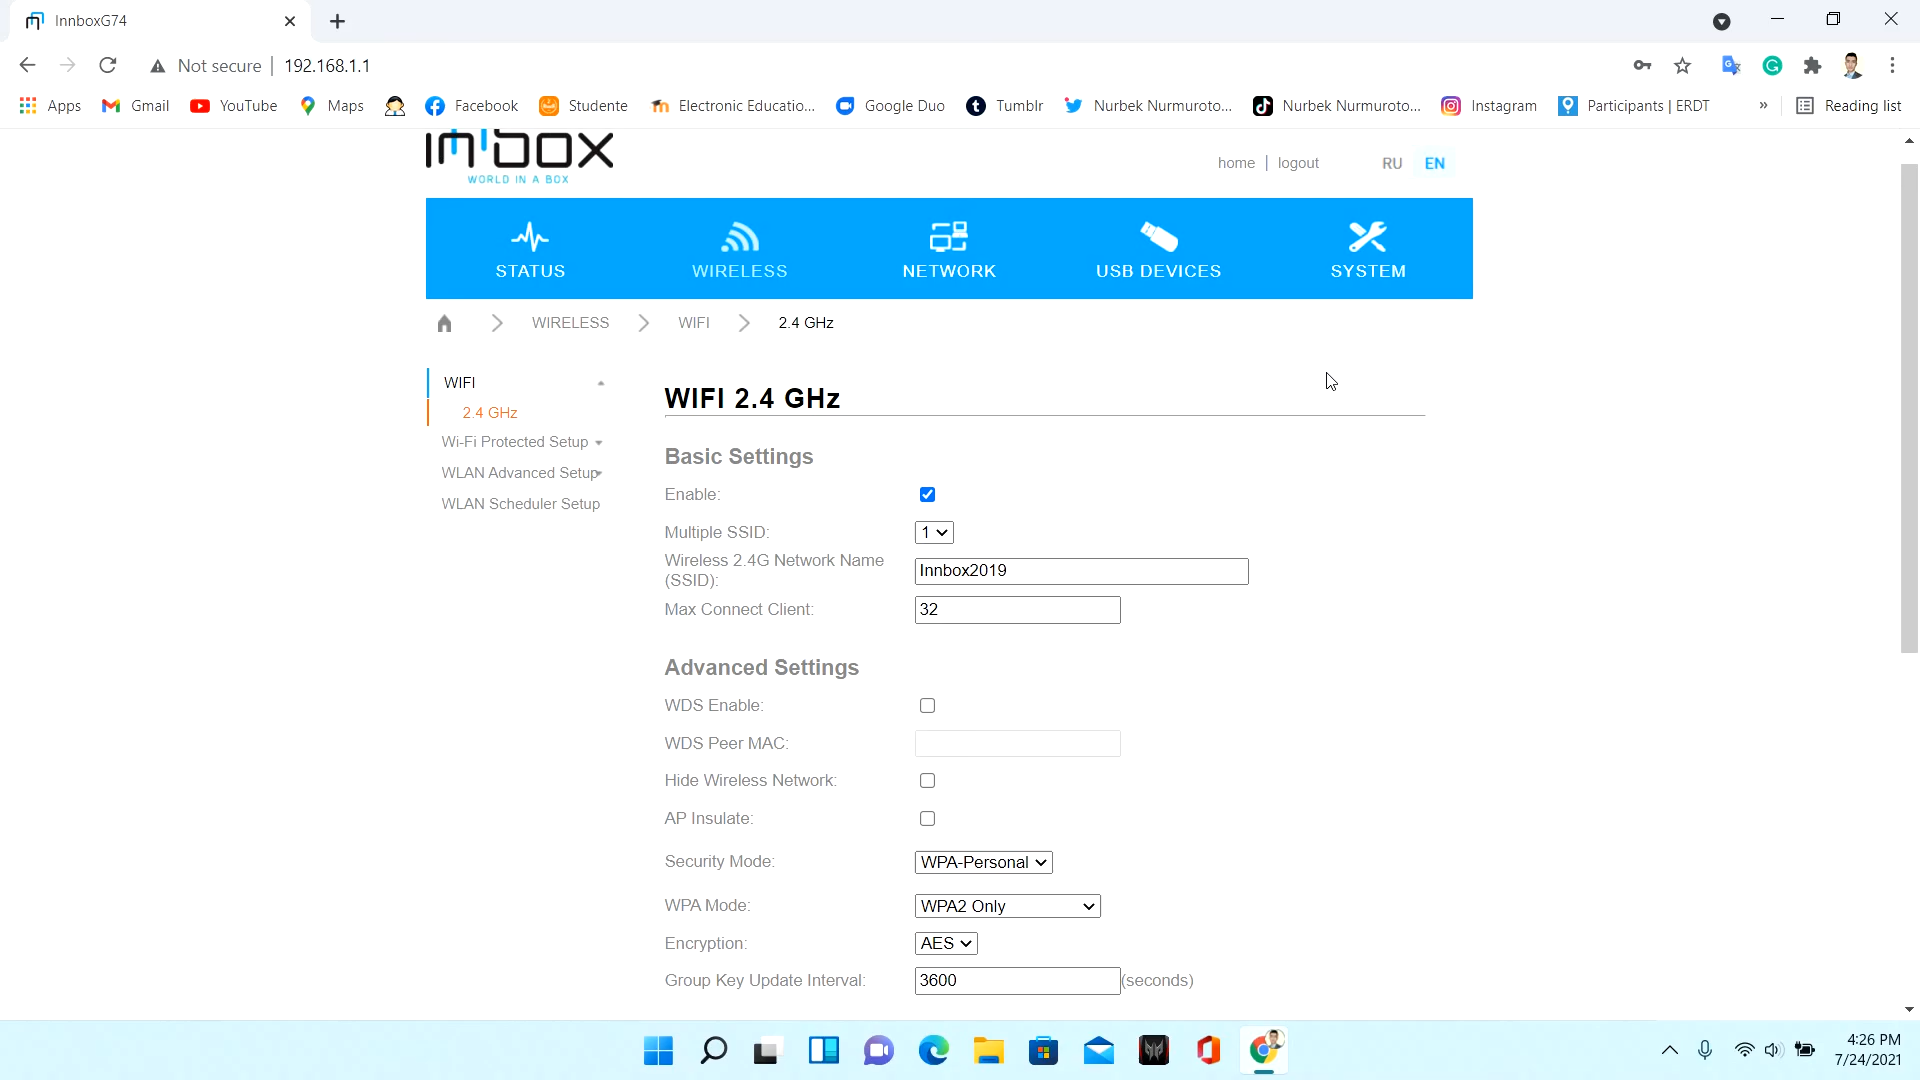 InnboxG74
Not secure 192.168.1.1
Apps Gmail YouTube Maps Facebook Studente Electronic Educatio... Google Duo Tumblr Nurbek Nurmuroto... Nurbek Nurmuroto... Instagram Participants | ERDT » Reading list
innbox
WORLD IN A BOX
home | logout RU EN
STATUS WIRELESS NETWORK USB DEVICES SYSTEM
WIRELESS WIFI 2.4 GHz
WIFI
2.4 GHz
Wi-Fi Protected Setup
WLAN Advanced Setup
WLAN Scheduler Setup
WIFI 2.4 GHz
Basic Settings
Enable:
Multiple SSID: 1
Wireless 2.4G Network Name
(SSID): Innbox2019
Max Connect Client: 32
Advanced Settings
WDS Enable:
WDS Peer MAC:
Hide Wireless Network:
AP Insulate:
Security Mode: WPA-Personal
WPA Mode: WPA2 Only
Encryption: AES
Group Key Update Interval: 3600 (seconds)
4:26 PM
7/24/2021